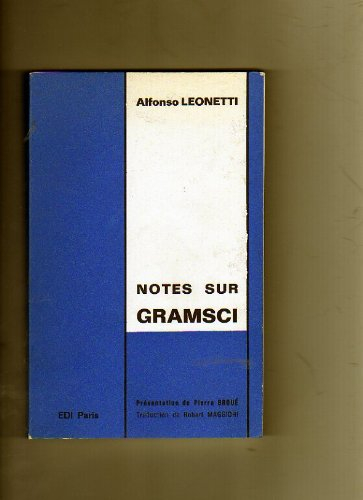 Alfonso LEONETTI
NOTES SUR
GRAMSCI
Présentation de Pierre BROUÉ
Traduction de Robert MAGGIORI
EDI Paris